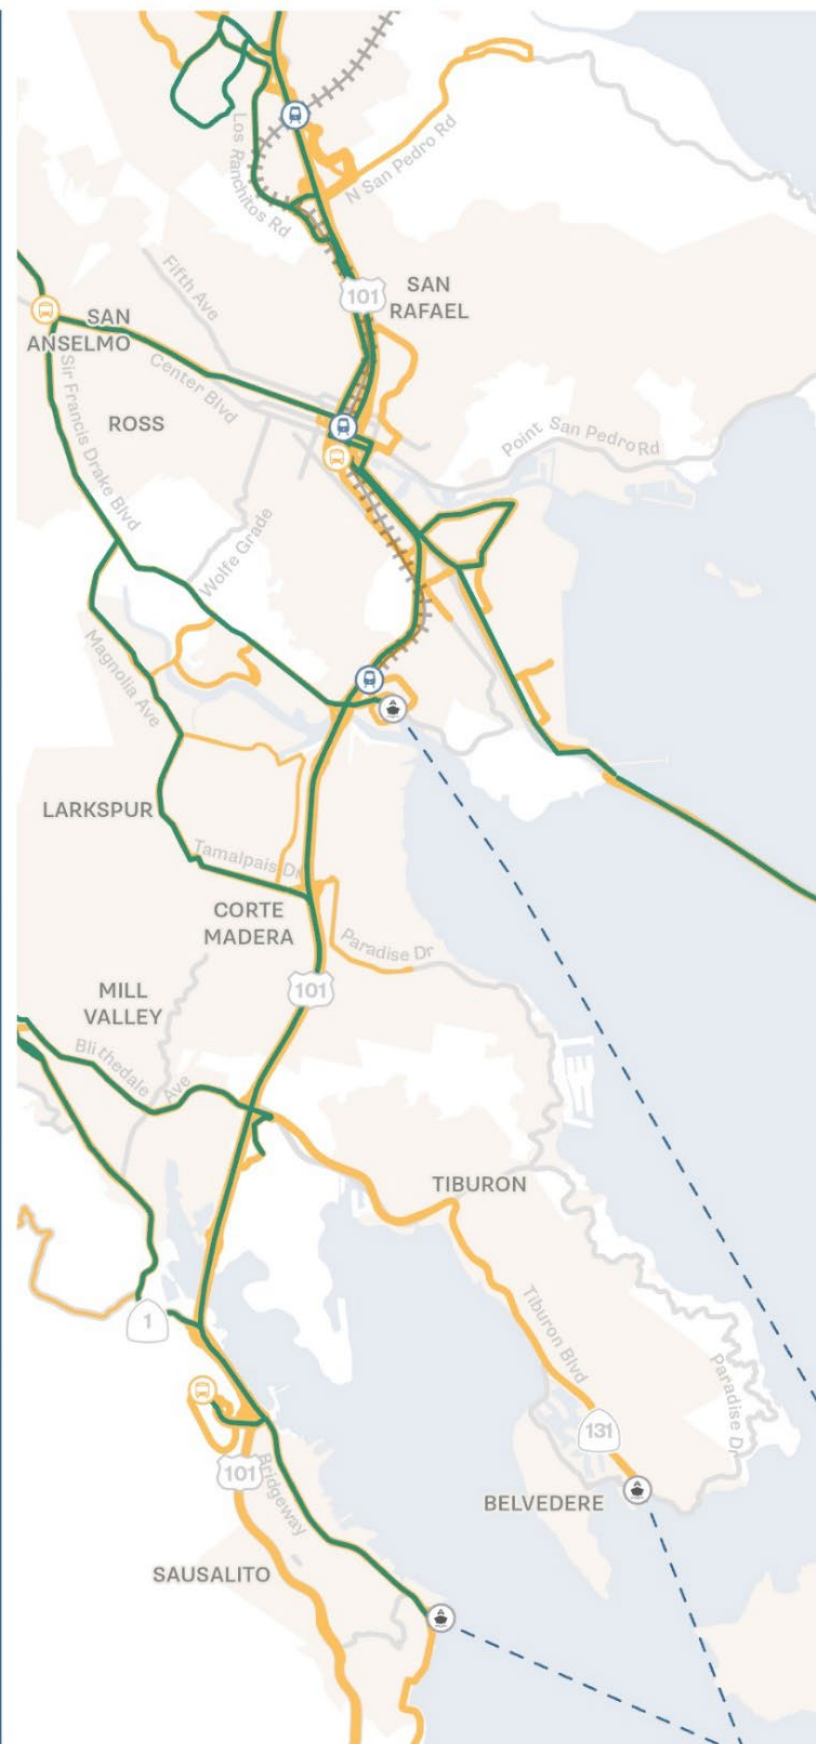 Los Ranchitos Rd
N San Pedro Rd
101
SAN
RAFAEL
Fifth Ave
SAN
ANSELMO
Sir Francis Drake Blvd
Center Blvd
ROSS
Point San Pedro Rd
Wolfe Grade
Magnolia Ave
LARKSPUR
Tamalpais Dr
CORTE
MADERA
Paradise Dr
101
MILL
VALLEY
Blithedale Ave
TIBURON
Tiburon Blvd
1
Paradise Dr
131
101
Bridgeway
BELVEDERE
SAUSALITO